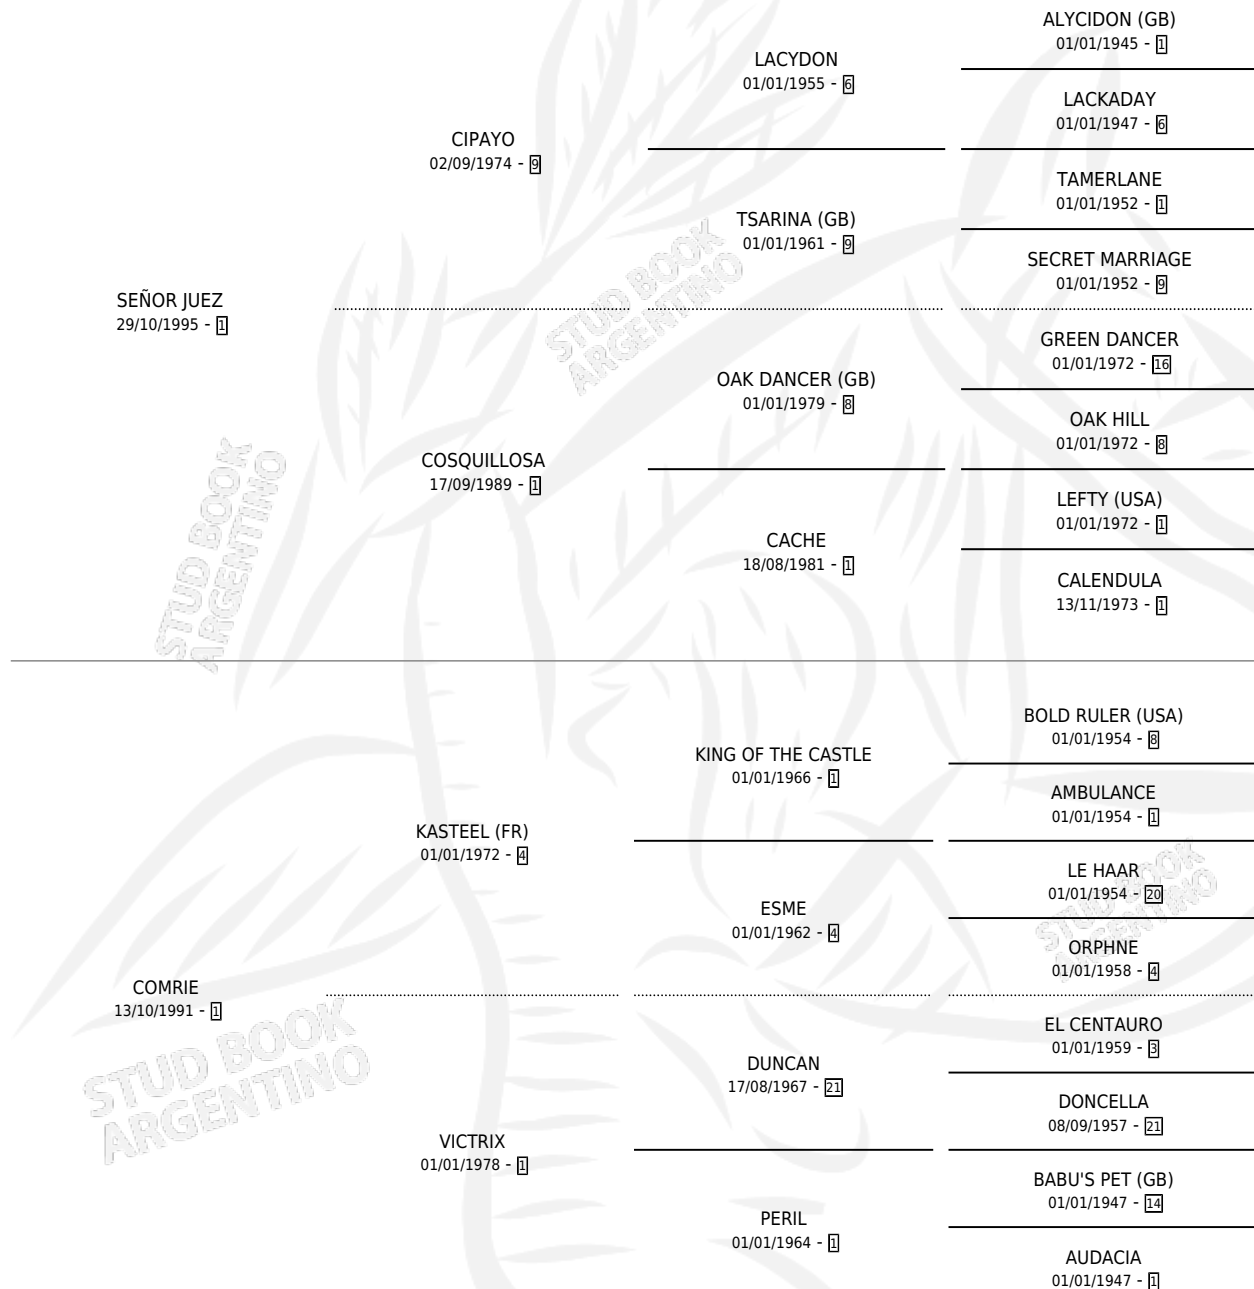 SEÑOR JUEZ
29/10/1995 - 1
CIPAYO
02/09/1974 - 9
COSQUILLOSA
17/09/1989 - 1
LACYDON
01/01/1955 - 6
TSARINA (GB)
01/01/1961 - 9
OAK DANCER (GB)
01/01/1979 - 8
CACHE
18/08/1981 - 1
ALYCIDON (GB)
01/01/1945 - 1
LACKADAY
01/01/1947 - 6
TAMERLANE
01/01/1952 - 1
SECRET MARRIAGE
01/01/1952 - 9
GREEN DANCER
01/01/1972 - 16
OAK HILL
01/01/1972 - 8
LEFTY (USA)
01/01/1972 - 1
CALENDULA
13/11/1973 - 1
COMRIE
13/10/1991 - 1
KASTEEL (FR)
01/01/1972 - 4
VICTRIX
01/01/1978 - 1
KING OF THE CASTLE
01/01/1966 - 1
ESME
01/01/1962 - 4
DUNCAN
17/08/1967 - 21
PERIL
01/01/1964 - 1
BOLD RULER (USA)
01/01/1954 - 8
AMBULANCE
01/01/1954 - 1
LE HAAR
01/01/1954 - 20
ORPHNE
01/01/1958 - 4
EL CENTAURO
01/01/1959 - 3
DONCELLA
08/09/1957 - 21
BABU'S PET (GB)
01/01/1947 - 14
AUDACIA
01/01/1947 - 1
STUD BOOK
ARGENTINO
STUD BOOK
ARGENTINO
STUD BOOK
ARGENTINO
STUD BOOK
ARGENTINO